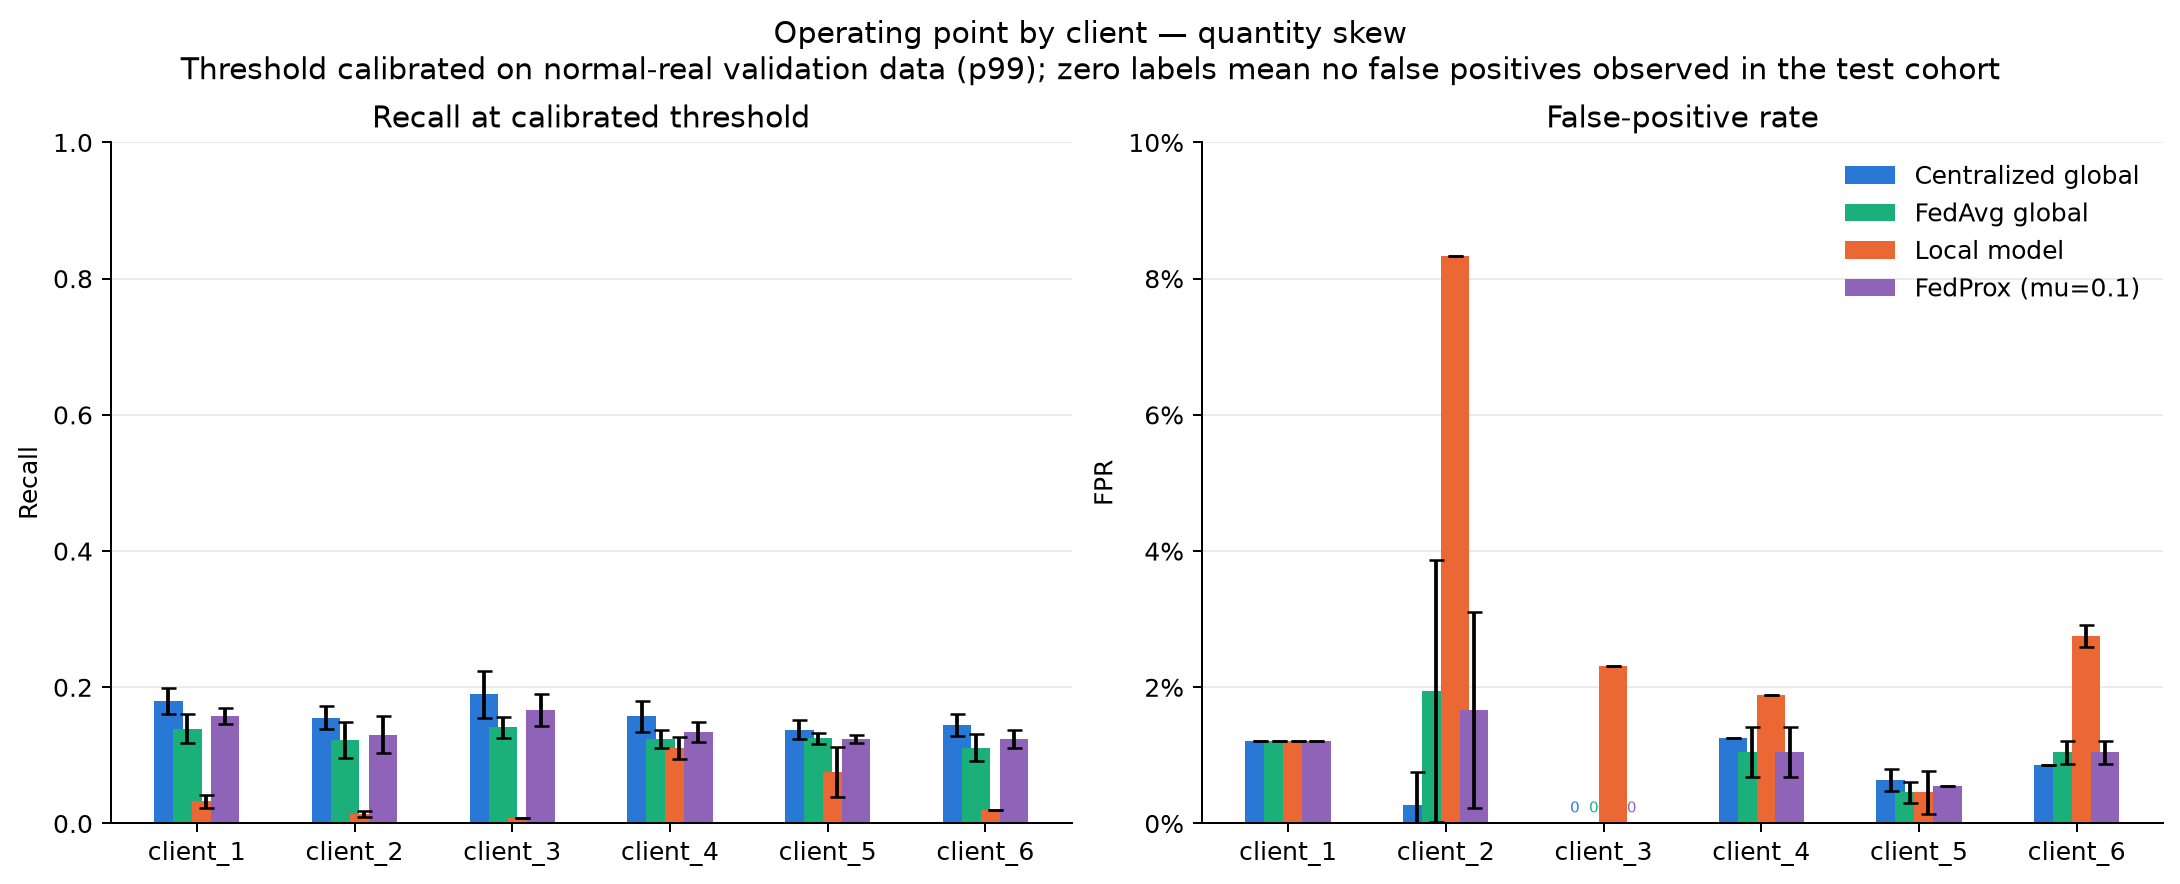 Operating point by client — quantity skew
Threshold calibrated on normal-real validation data (p99); zero labels mean no false positives observed in the test cohort
Recall at calibrated threshold
1.0
0.8
0.6
0.4
0.2
0.0
Recall
client_1
client_2
client_3
client_4
client_5
client_6
False-positive rate
10%
8%
6%
4%
2%
0%
FPR
Centralized global
FedAvg global
Local model
FedProx (mu=0.1)
0
0
0
client_1
client_2
client_3
client_4
client_5
client_6